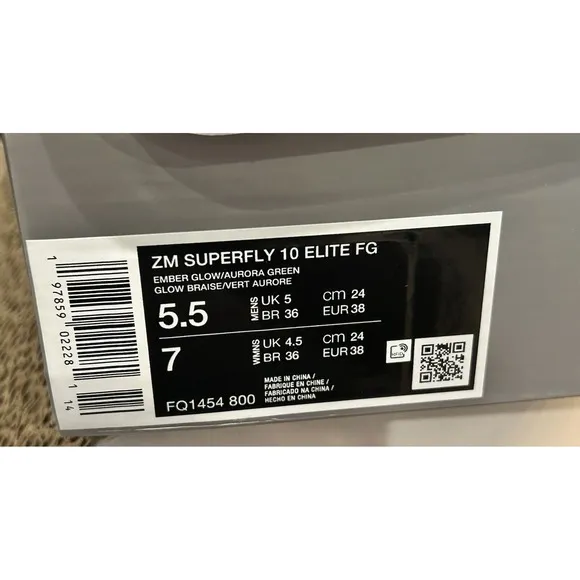 ZM SUPERFLY 10 ELITE FG
EMBER GLOW/AURORA GREEN
GLOW BRAISE/VERT AURORE
5.5 MENS UK 5 cm 24
BR 36 EUR 38
7 WMNS UK 4.5 cm 24
BR 36 EUR 38
MADE IN CHINA /
FABRIQUE EN CHINE /
FABRICADO NA CHINA /
HECHO EN CHINA
FQ1454 800
1 97859 02228 1 14